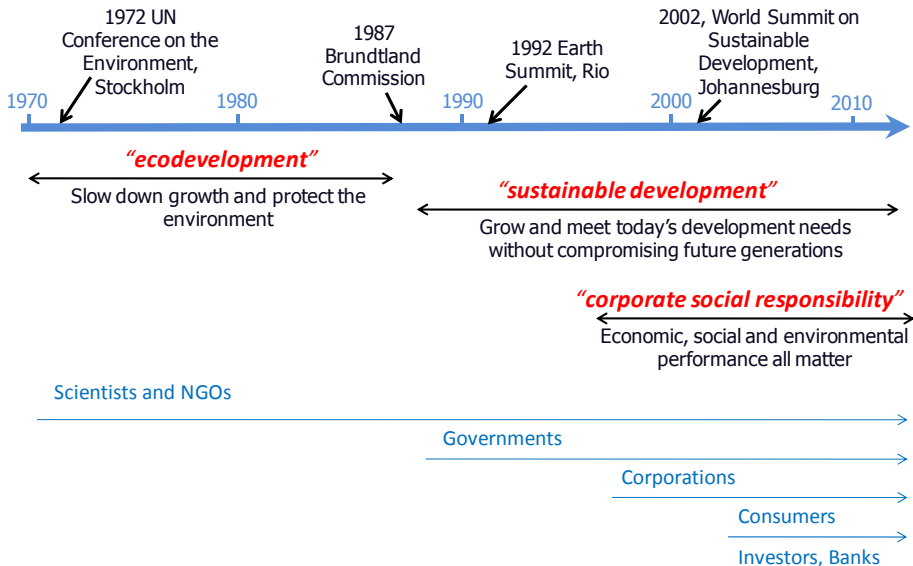 1972 UN
Conference on the
Environment,
Stockholm
1987
Brundtland
Commission
1992 Earth
Summit, Rio
2002, World Summit on
Sustainable
Development,
Johannesburg
1970
1980
1990
2000
2010
“ecodevelopment”
Slow down growth and protect the
environment
“sustainable development”
Grow and meet today’s development needs
without compromising future generations
“corporate social responsibility”
Economic, social and environmental
performance all matter
Scientists and NGOs
Governments
Corporations
Consumers
Investors, Banks